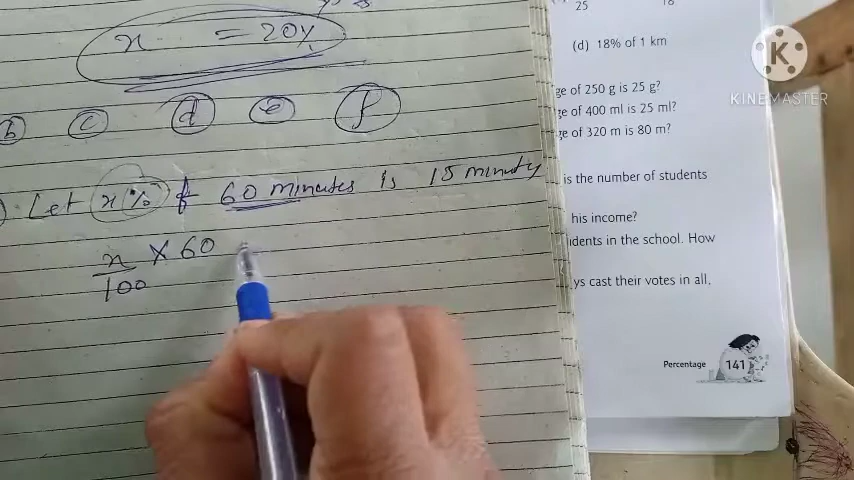 x = 20%
b c d e f
Let x% of 60 minutes is 15 minutes
x/100 × 60
25
18
(d) 18% of 1 km
ge of 250 g is 25 g?
ge of 400 ml is 25 ml?
ge of 320 m is 80 m?
is the number of students
his income?
idents in the school. How
ys cast their votes in all,
Percentage 141
KINEMASTER